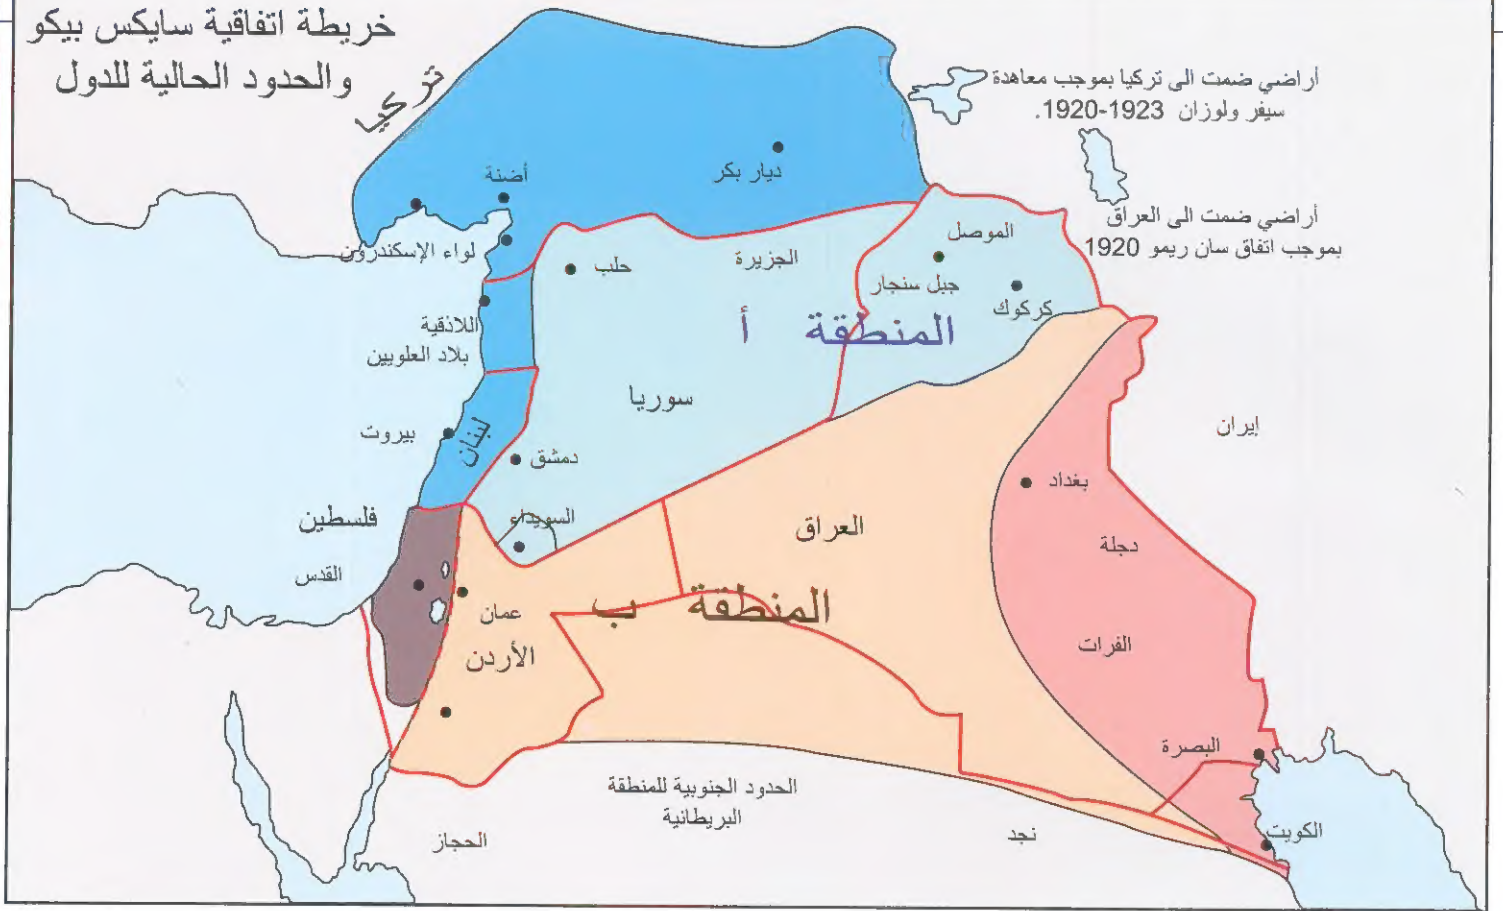 خريطة اتفاقية سايكس بيكو
والحدود الحالية للدول
تركيا
أراضي ضمت الى تركيا بموجب معاهدة
سيفر ولوزان 1923-1920.
أراضي ضمت الى العراق
بموجب اتفاق سان ريمو 1920
ديار بكر
أضنة
لواء الإسكندرون
حلب
الجزيرة
الموصل
جبل سنجار
كركوك
المنطقة أ
اللاذقية
بلاد العلويين
سوريا
بيروت
لبنان
دمشق
إيران
بغداد
السويداء
فلسطين
العراق
دجلة
القدس
عمان
المنطقة ب
الأردن
الفرات
البصرة
الحدود الجنوبية للمنطقة
البريطانية
الحجاز
نجد
الكويت